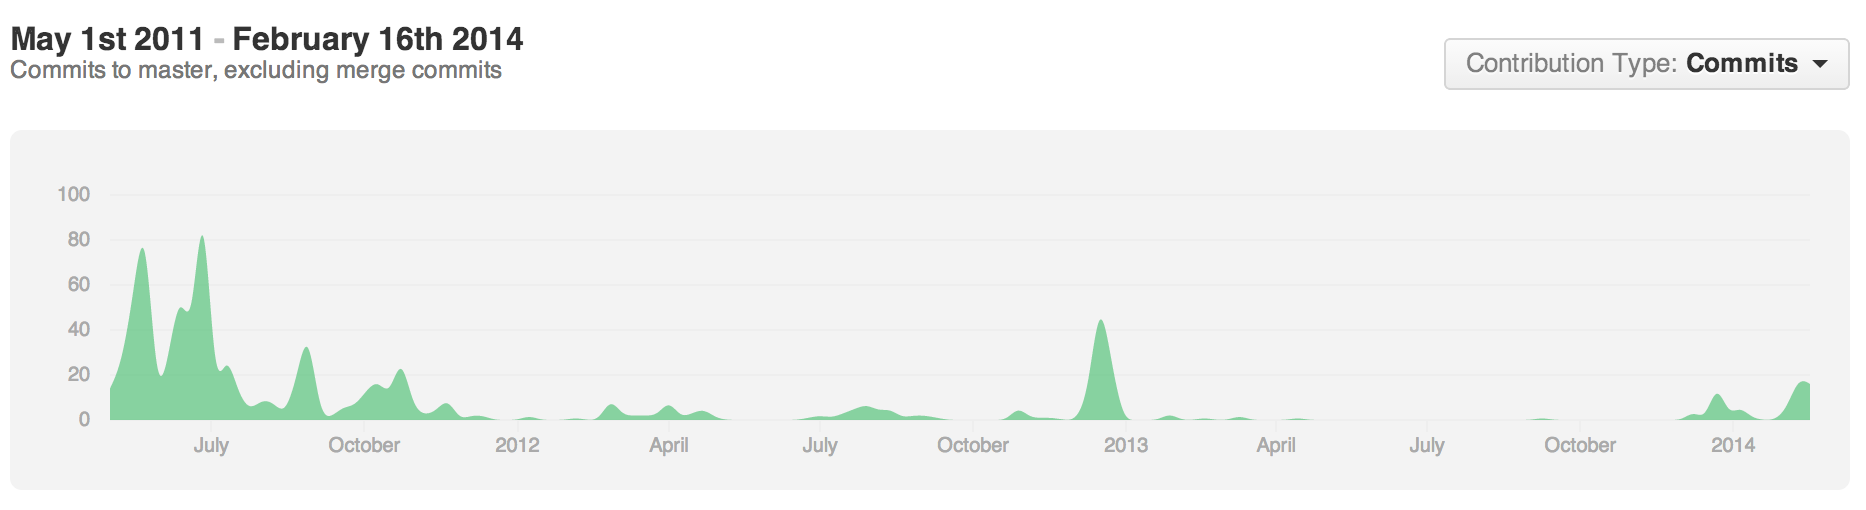 May 1st 2011 - February 16th 2014
Commits to master, excluding merge commits
Contribution Type: Commits
100
80
60
40
20
0
July October 2012 April July October 2013 April July October 2014